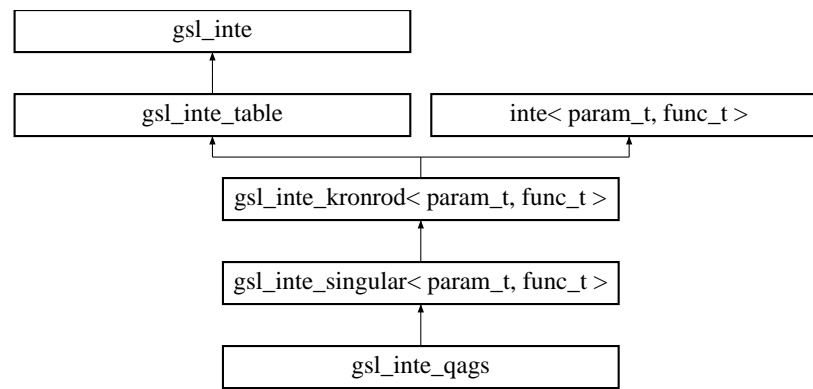 gsl_inte
gsl_inte_table
inte< param_t, func_t >
gsl_inte_kronrod< param_t, func_t >
gsl_inte_singular< param_t, func_t >
gsl_inte_qags